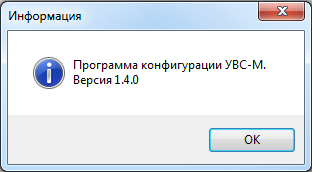 Информация
Программа конфигурации УВС-М.
Версия 1.4.0
OK